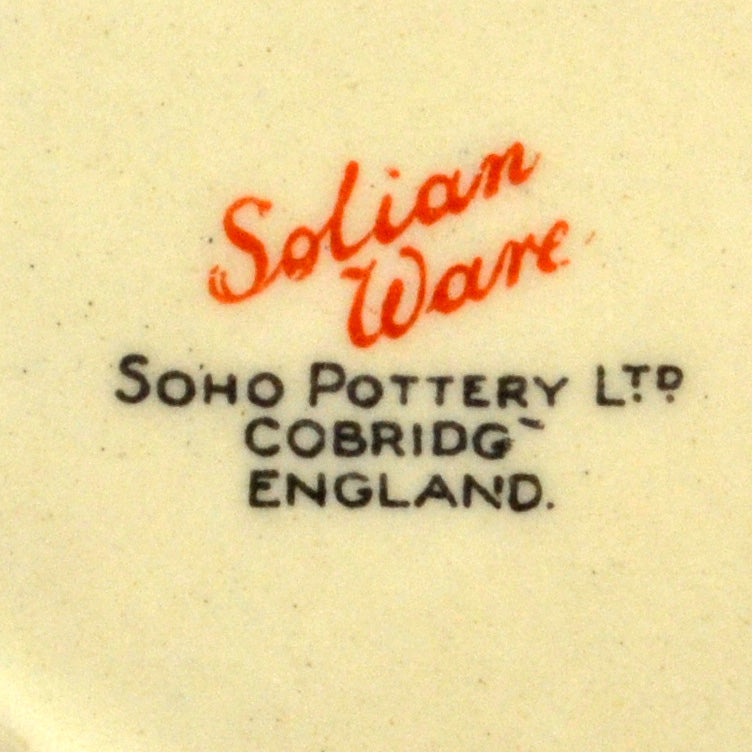 Solian
Ware
SOHO POTTERY LTD
COBRIDG
ENGLAND.